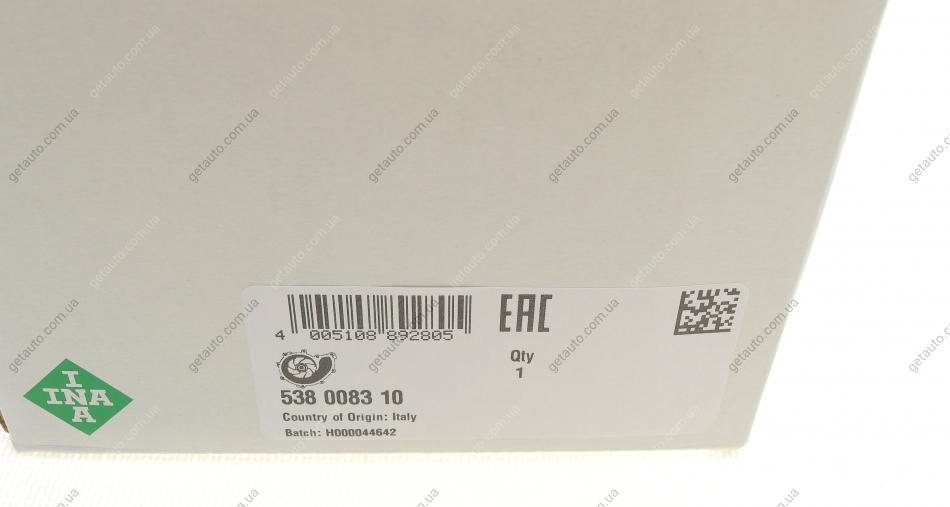 4 005108 892805
EAC
Qty
1
538 0083 10
Country of Origin: Italy
Batch: H000044642
INA
INA
getauto.com.ua